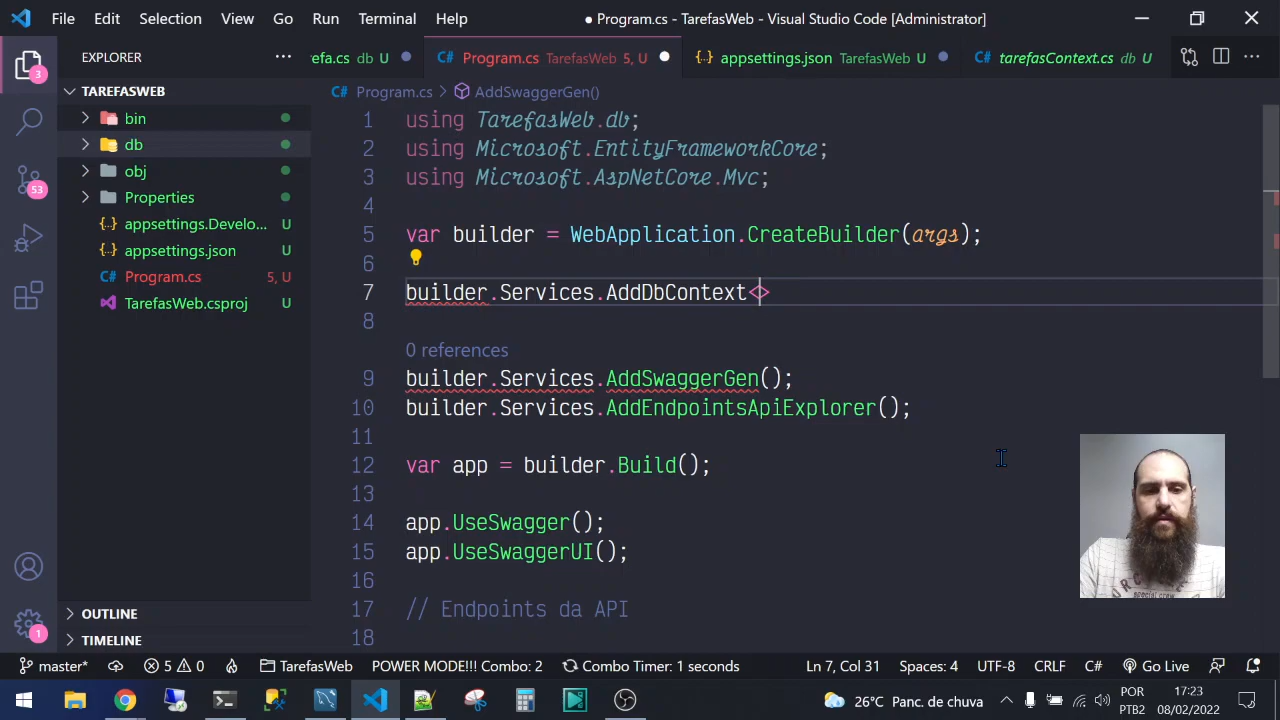 File Edit Selection View Go Run Terminal Help
● Program.cs - TarefasWeb - Visual Studio Code [Administrator]
EXPLORER
refa.cs db U
Program.cs TarefasWeb 5, U
appsettings.json TarefasWeb U
tarefasContext.cs db U
3
53
1
TAREFASWEB
bin
db
obj
Properties
appsettings.Develo... U
appsettings.json U
Program.cs 5, U
TarefasWeb.csproj U
OUTLINE
TIMELINE
Program.cs > AddSwaggerGen()
1 using TarefasWeb.db;
2 using Microsoft.EntityFrameworkCore;
3 using Microsoft.AspNetCore.Mvc;
4
5 var builder = WebApplication.CreateBuilder(args);
6
7 builder.Services.AddDbContext<>
8
0 references
9 builder.Services.AddSwaggerGen();
10 builder.Services.AddEndpointsApiExplorer();
11
12 var app = builder.Build();
13
14 app.UseSwagger();
15 app.UseSwaggerUI();
16
17 // Endpoints da API
18
master* 5 0 TarefasWeb POWER MODE!!! Combo: 2 Combo Timer: 1 seconds Ln 7, Col 31 Spaces: 4 UTF-8 CRLF C# Go Live
26°C Panc. de chuva
POR
PTB2
17:23
08/02/2022